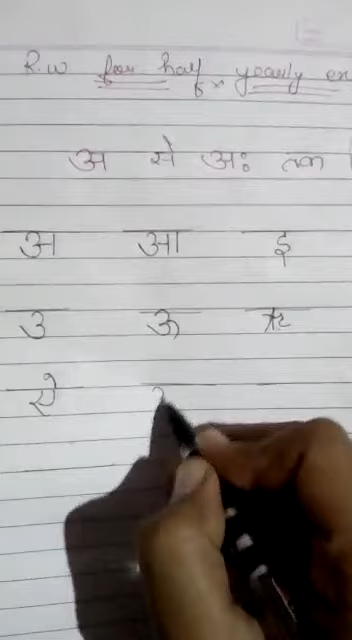 R.W for half yearly ex
अ से अः तक
अ आ इ
उ ऊ ऋ
ऐ